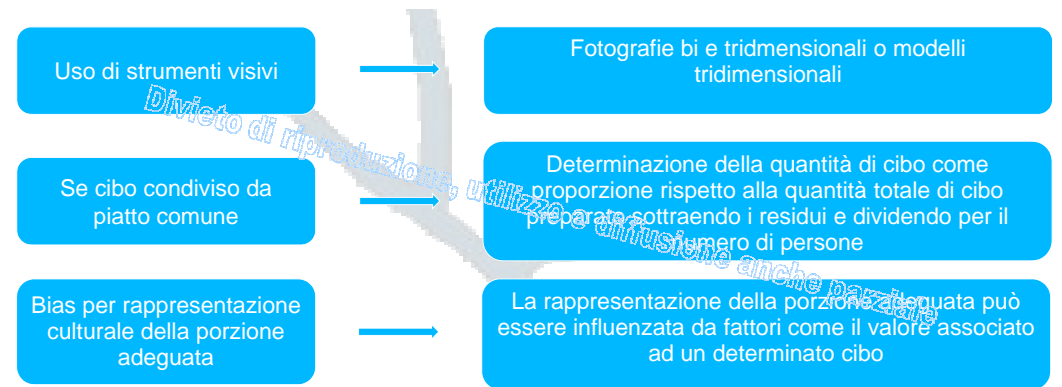 Uso di strumenti visivi
Fotografie bi e tridmensionali o modelli
tridimensionali
Se cibo condiviso da
piatto comune
Determinazione della quantità di cibo come
proporzione rispetto alla quantità totale di cibo
preparato sottraendo i residui e dividendo per il
numero di persone
Bias per rappresentazione
culturale della porzione
adeguata
La rappresentazione della porzione adeguata può
essere influenzata da fattori come il valore associato
ad un determinato cibo
Divieto di riproduzione, utilizzo e diffusione anche parziale